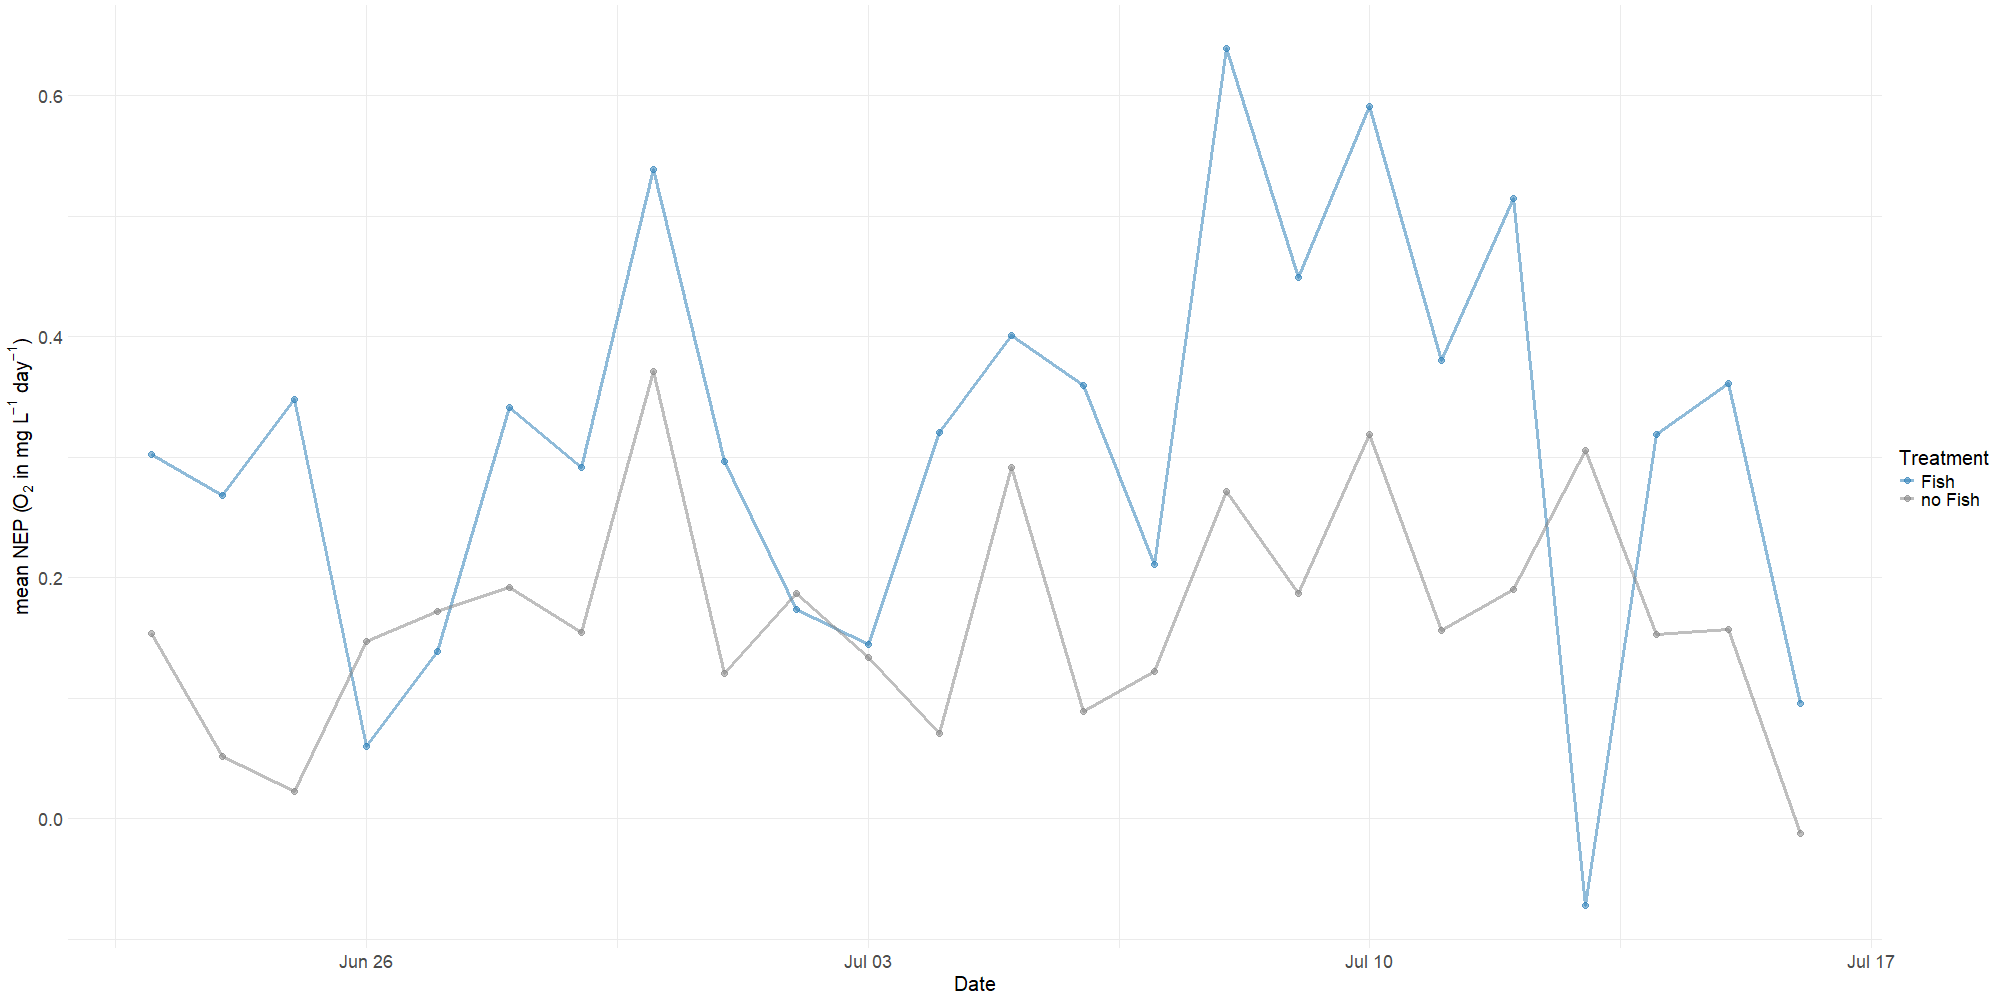 mean NEP (O₂ in mg L⁻¹ day⁻¹)
0.6
0.4
0.2
0.0
Jun 26
Jul 03
Jul 10
Jul 17
Date
Treatment
Fish
no Fish